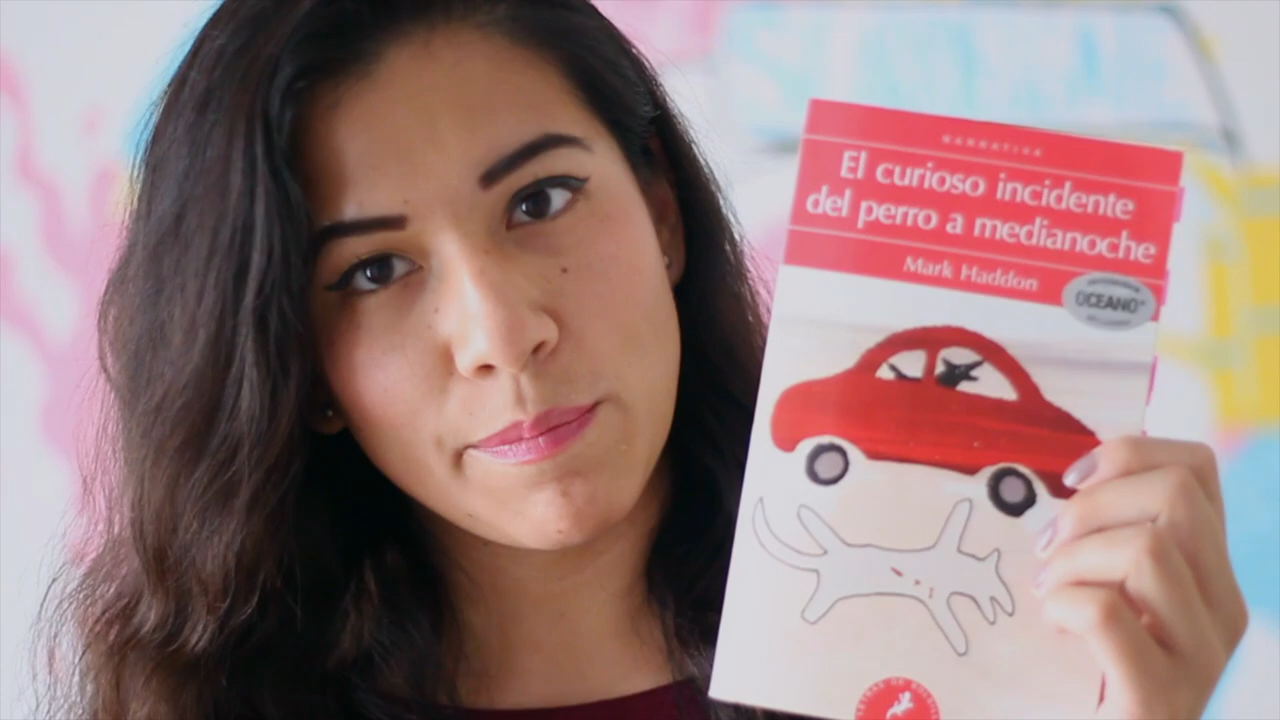 NARRATIVA
El curioso incidente
del perro a medianoche
Mark Haddon
OCEANO